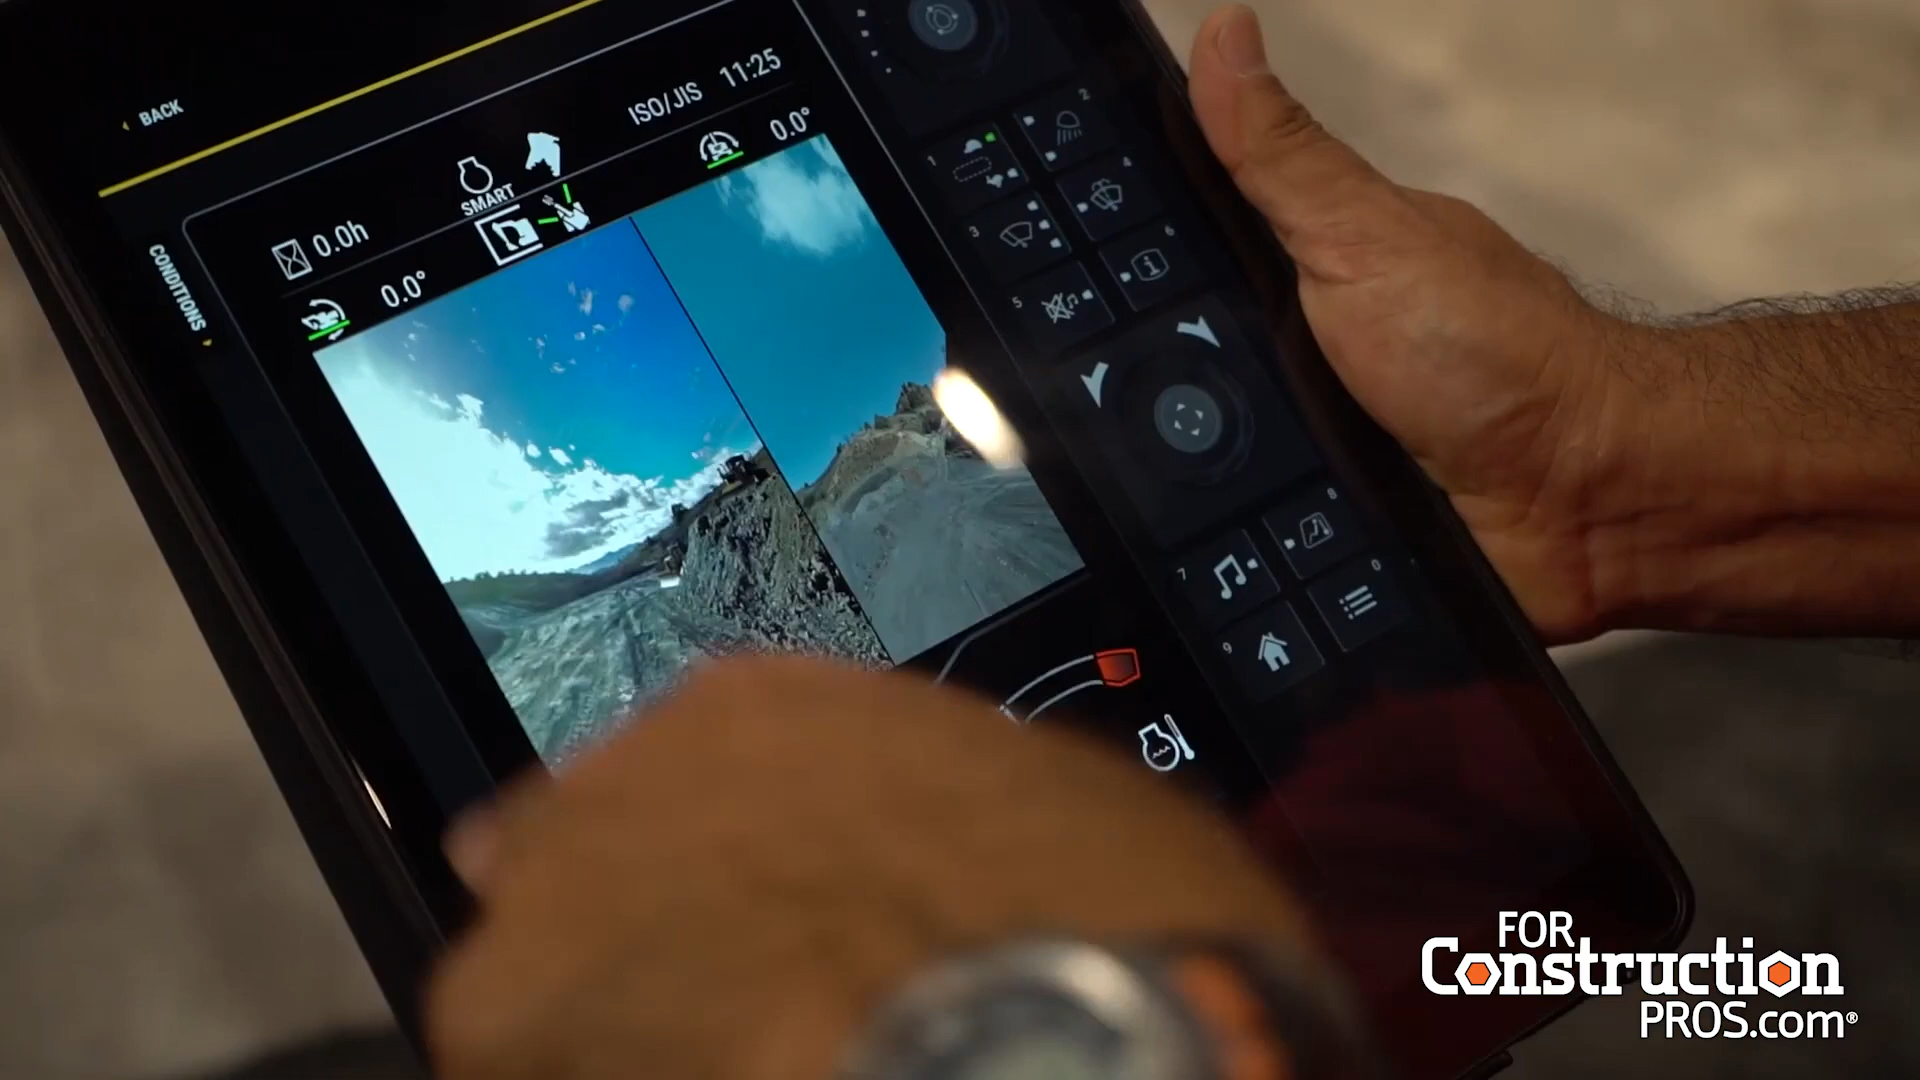 BACK
ISO/JIS 11:25
SMART
0.0h
0.0°
0.0°
CONDITIONS
1
2
3
4
5
6
7
8
9
0
FOR
Construction
PROS.com®